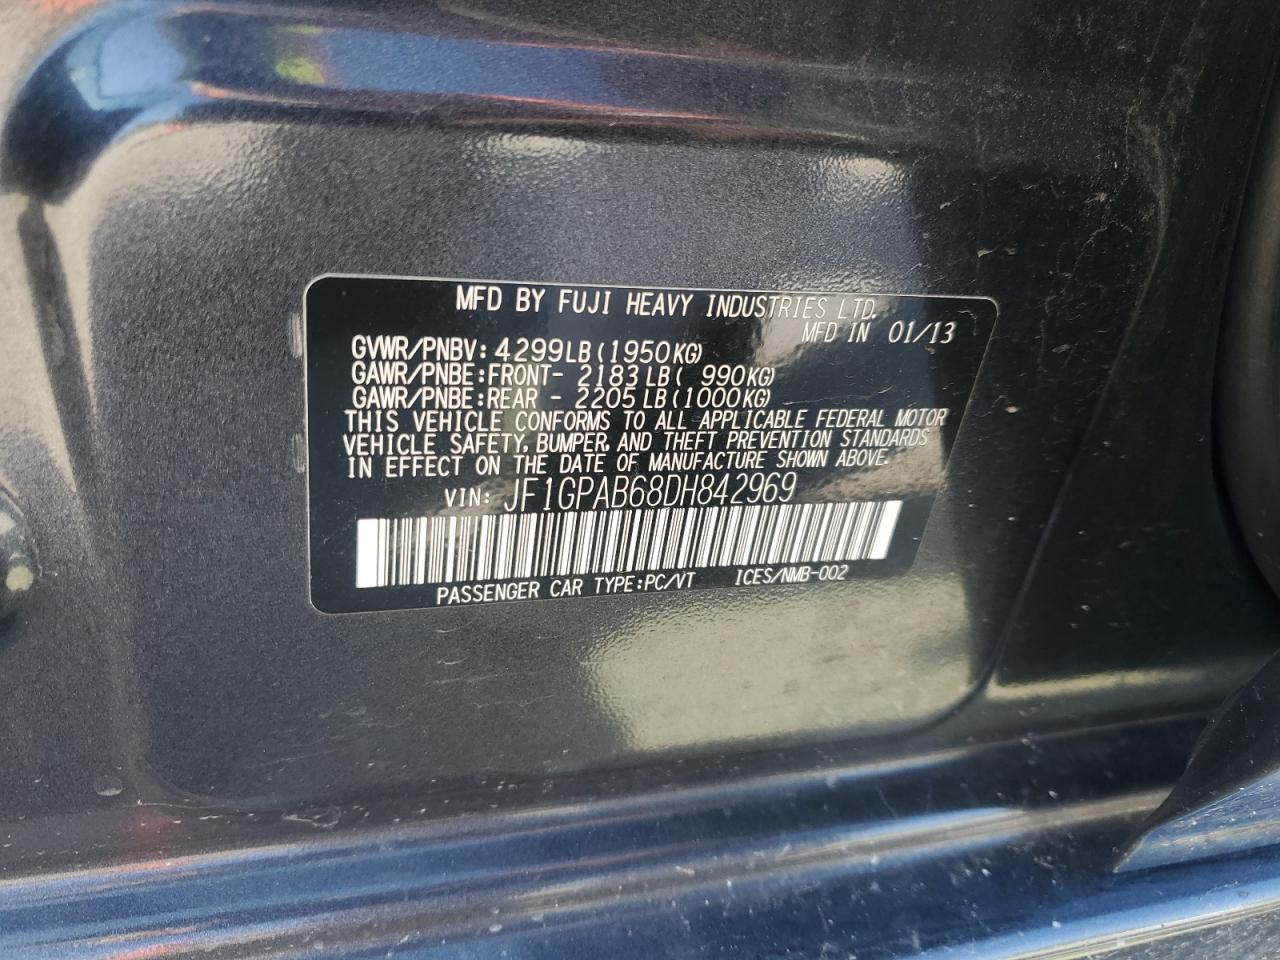 MFD BY FUJI HEAVY INDUSTRIES LTD.
MFD IN 01/13
GVWR/PNBV: 4299LB (1950KG)
GAWR/PNBE:FRONT- 2183 LB ( 990KG)
GAWR/PNBE:REAR - 2205 LB (1000KG)
THIS VEHICLE CONFORMS TO ALL APPLICABLE FEDERAL MOTOR
VEHICLE SAFETY, BUMPER, AND THEFT PREVENTION STANDARDS
IN EFFECT ON THE DATE OF MANUFACTURE SHOWN ABOVE.
VIN: JF1GPAB68DH842969
PASSENGER CAR TYPE:PC/VT ICES/NMB-002